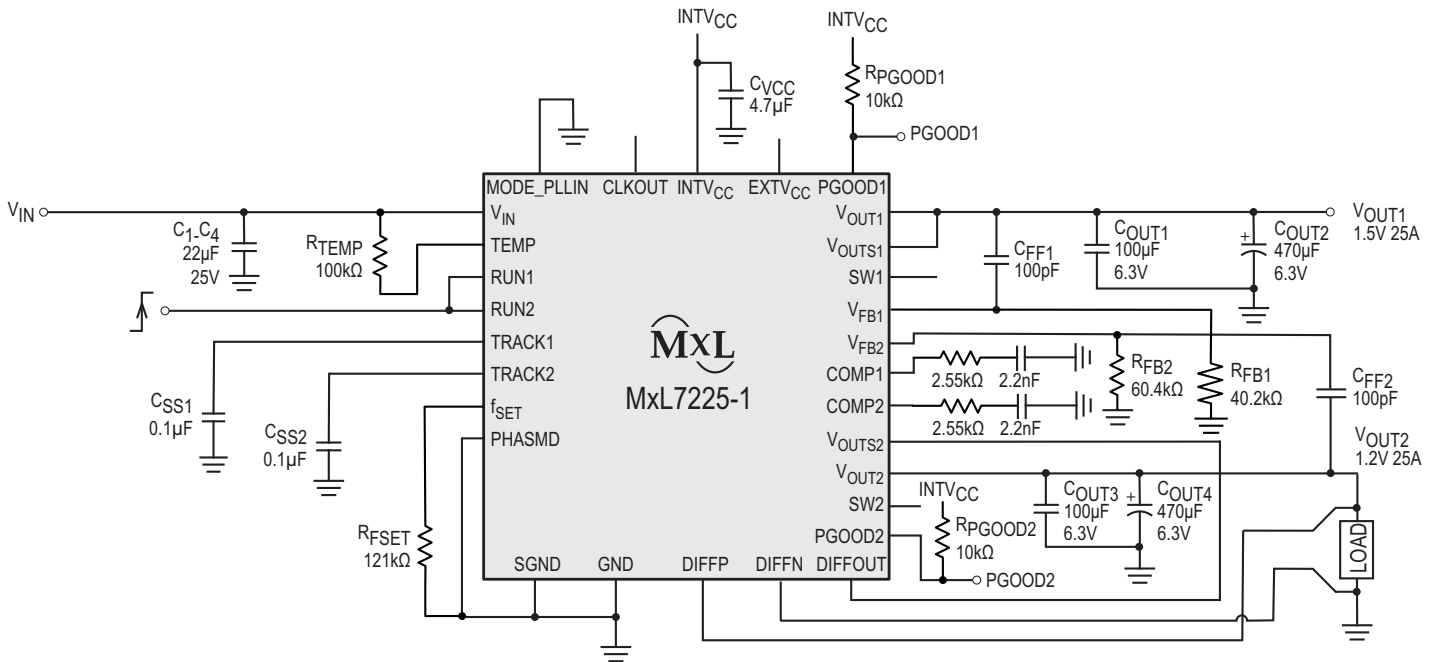 INTVCC
INTVCC
CVCC
4.7µF
RPGOOD1
10kΩ
PGOOD1
MODE_PLLIN
CLKOUT
INTVCC
EXTVCC
PGOOD1
VIN
C1-C4
22µF
25V
RTEMP
100kΩ
VIN
TEMP
RUN1
RUN2
TRACK1
TRACK2
fSET
PHASMD
CSS1
0.1µF
CSS2
0.1µF
RFSET
121kΩ
MXL
MxL7225-1
VOUT1
VOUTS1
SW1
VFB1
VFB2
COMP1
COMP2
VOUTS2
VOUT2
SW2
PGOOD2
SGND
GND
DIFFP
DIFFN
DIFFOUT
CFF1
100pF
COUT1
100µF
6.3V
+
COUT2
470µF
6.3V
VOUT1
1.5V 25A
2.55kΩ
2.2nF
2.55kΩ
2.2nF
RFB2
60.4kΩ
RFB1
40.2kΩ
CFF2
100pF
VOUT2
1.2V 25A
INTVCC
RPGOOD2
10kΩ
PGOOD2
COUT3
100µF
6.3V
+
COUT4
470µF
6.3V
LOAD